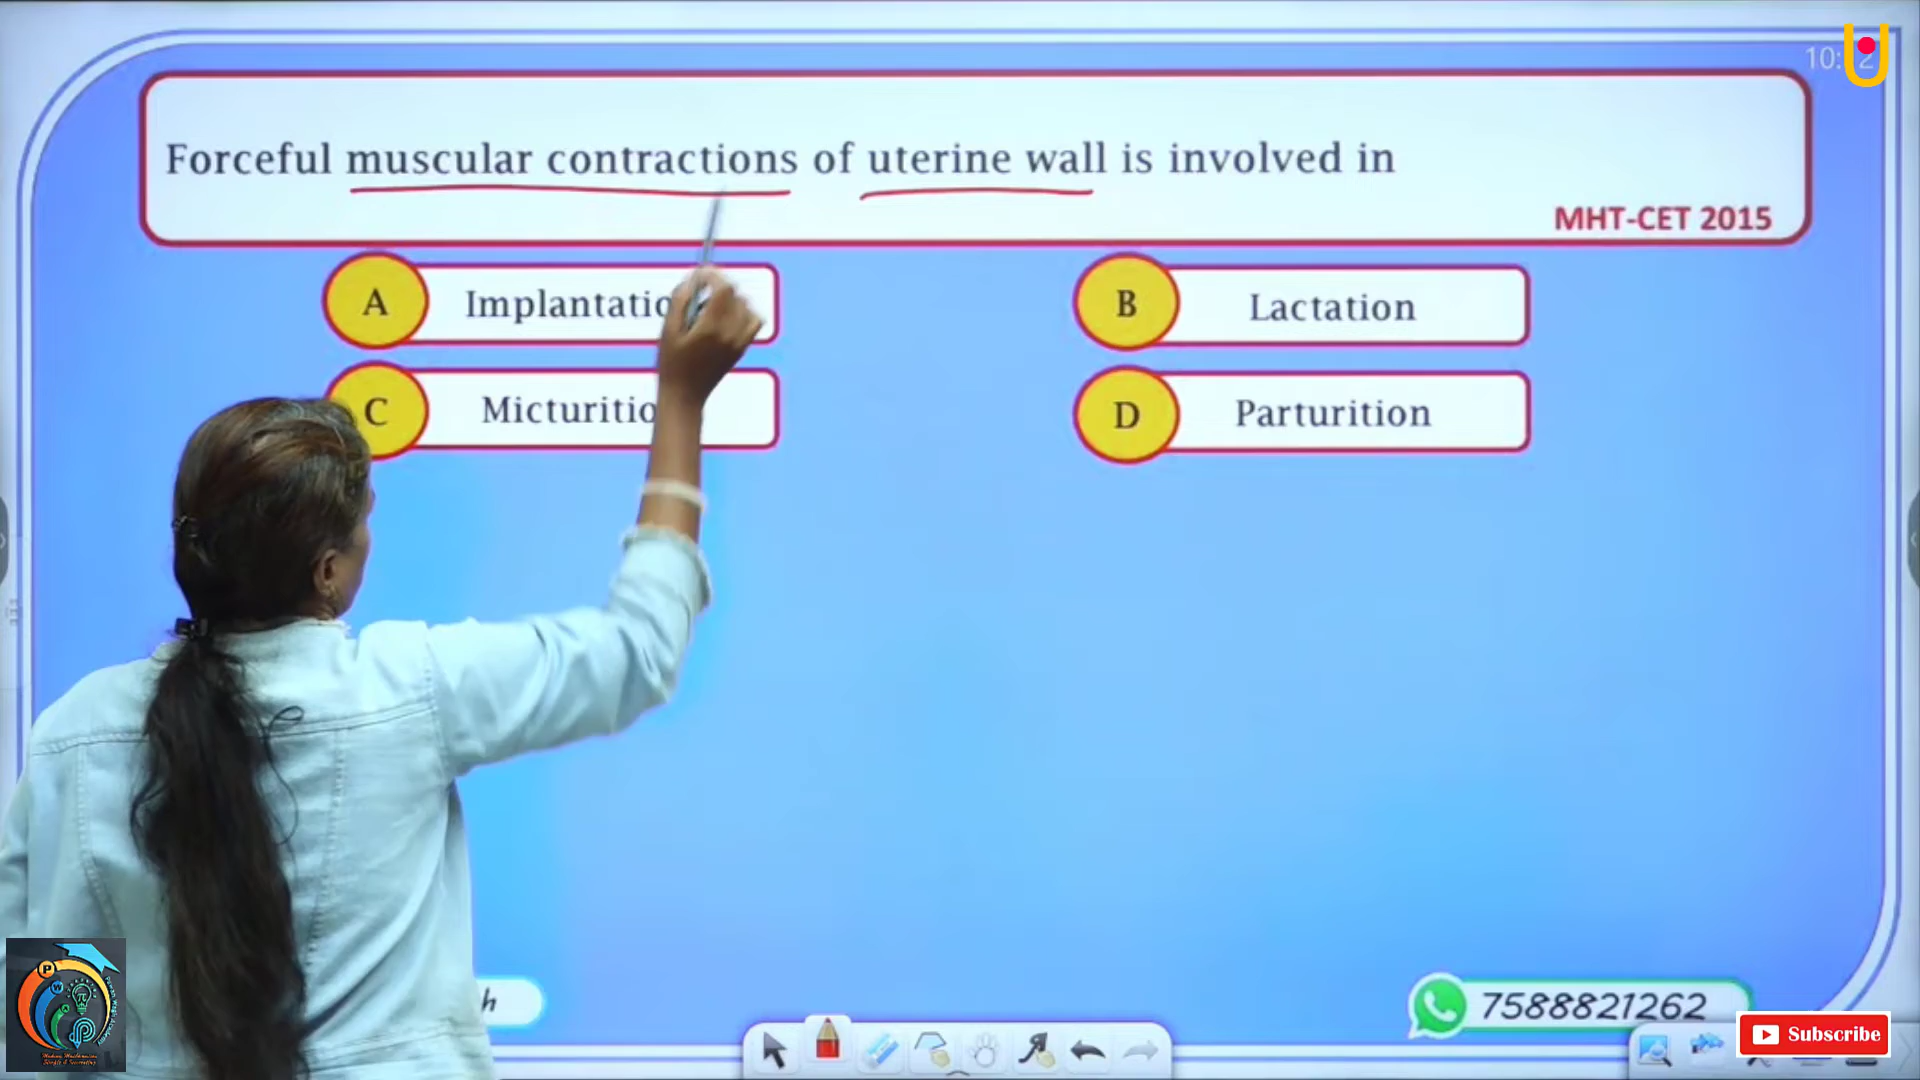 Forceful muscular contractions of uterine wall is involved in
MHT-CET 2015
A
B
Lactation
C
D
Parturition
7588821262
Subscribe